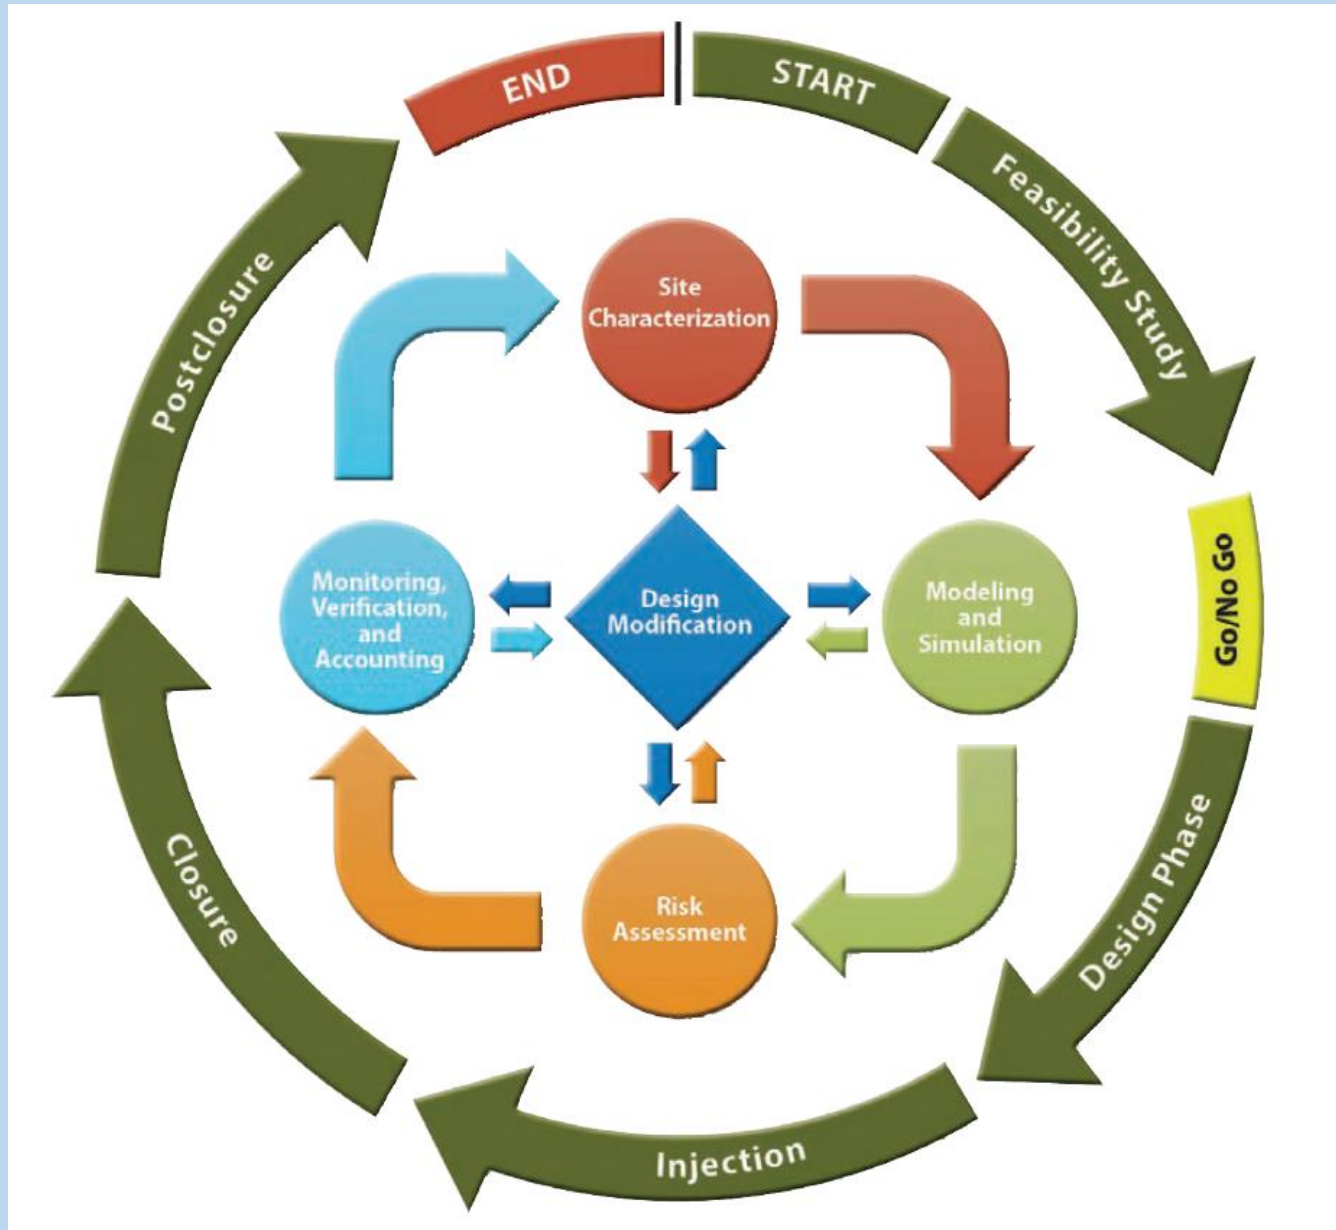 END
START
Feasibility Study
Go/No Go
Design Phase
Injection
Closure
Postclosure
Site
Characterization
Modeling
and
Simulation
Risk
Assessment
Monitoring,
Verification,
and
Accounting
Design
Modification